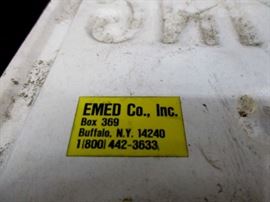 EMED Co., Inc.
Box 369
Buffalo, N.Y. 14240
1(800) 442-3633